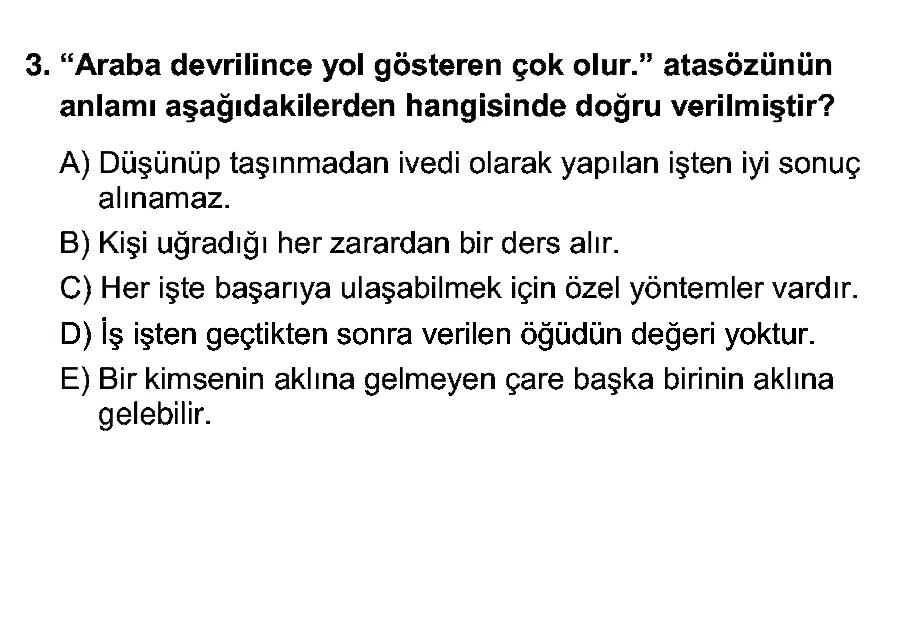 3. “Araba devrilince yol gösteren çok olur.” atasözünün
anlamı aşağıdakilerden hangisinde doğru verilmiştir?
A) Düşünüp taşınmadan ivedi olarak yapılan işten iyi sonuç
alınamaz.
B) Kişi uğradığı her zarardan bir ders alır.
C) Her işte başarıya ulaşabilmek için özel yöntemler vardır.
D) İş işten geçtikten sonra verilen öğüdün değeri yoktur.
E) Bir kimsenin aklına gelmeyen çare başka birinin aklına
gelebilir.